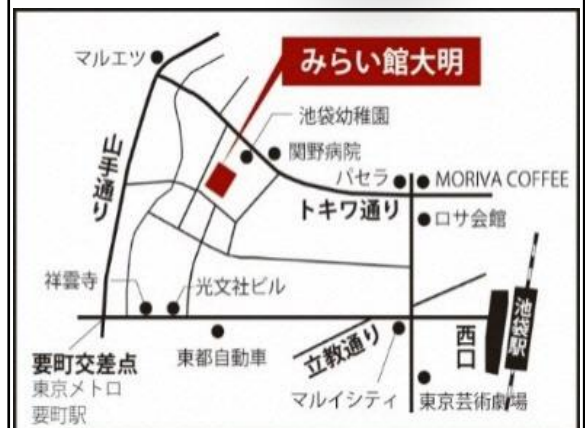 マルエツ
みらい館大明
池袋幼稚園
関野病院
山手通り
パセラ
MORIVA COFFEE
トキワ通り
ロサ会館
祥雲寺
光文社ビル
池袋駅
西口
要町交差点
東京メトロ
要町駅
東都自動車
立教通り
マルイシティ
東京芸術劇場